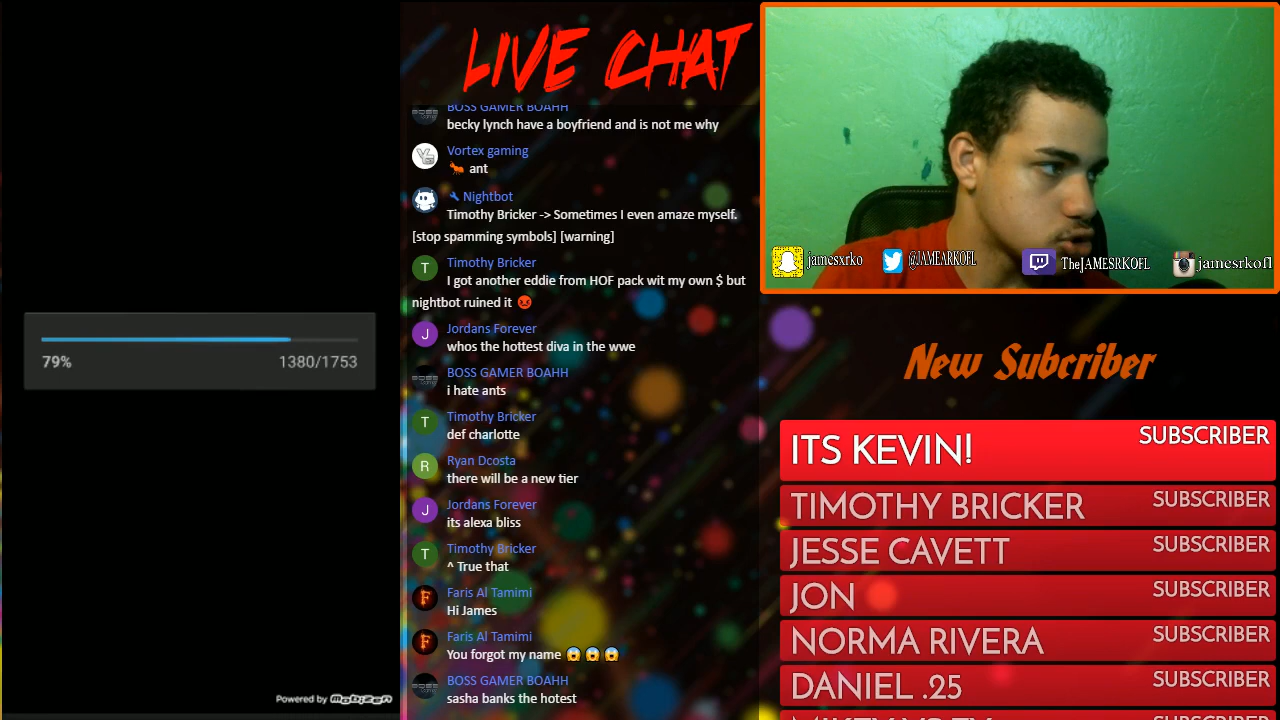 79%
1380/1753
Powered by Mobizen
LIVE CHAT
BOSS GAMER BOAHH
becky lynch have a boyfriend and is not me why
Vortex gaming
🐜 ant
Nightbot
Timothy Bricker -> Sometimes I even amaze myself.
[stop spamming symbols] [warning]
T
Timothy Bricker
I got another eddie from HOF pack wit my own $ but
nightbot ruined it 😡
J
Jordans Forever
whos the hottest diva in the wwe
BOSS GAMER BOAHH
i hate ants
T
Timothy Bricker
def charlotte
R
Ryan Dcosta
there will be a new tier
J
Jordans Forever
its alexa bliss
T
Timothy Bricker
^ True that
F
Faris Al Tamimi
Hi James
F
Faris Al Tamimi
You forgot my name 😱 😱 😱
BOSS GAMER BOAHH
sasha banks the hotest
jamesxrko
@JAMEARKOFL
TheJAMESRKOFL
jamesrkofl
New Subcriber
ITS KEVIN! SUBSCRIBER
TIMOTHY BRICKER SUBSCRIBER
JESSE CAVETT SUBSCRIBER
JON SUBSCRIBER
NORMA RIVERA SUBSCRIBER
DANIEL .25 SUBSCRIBER